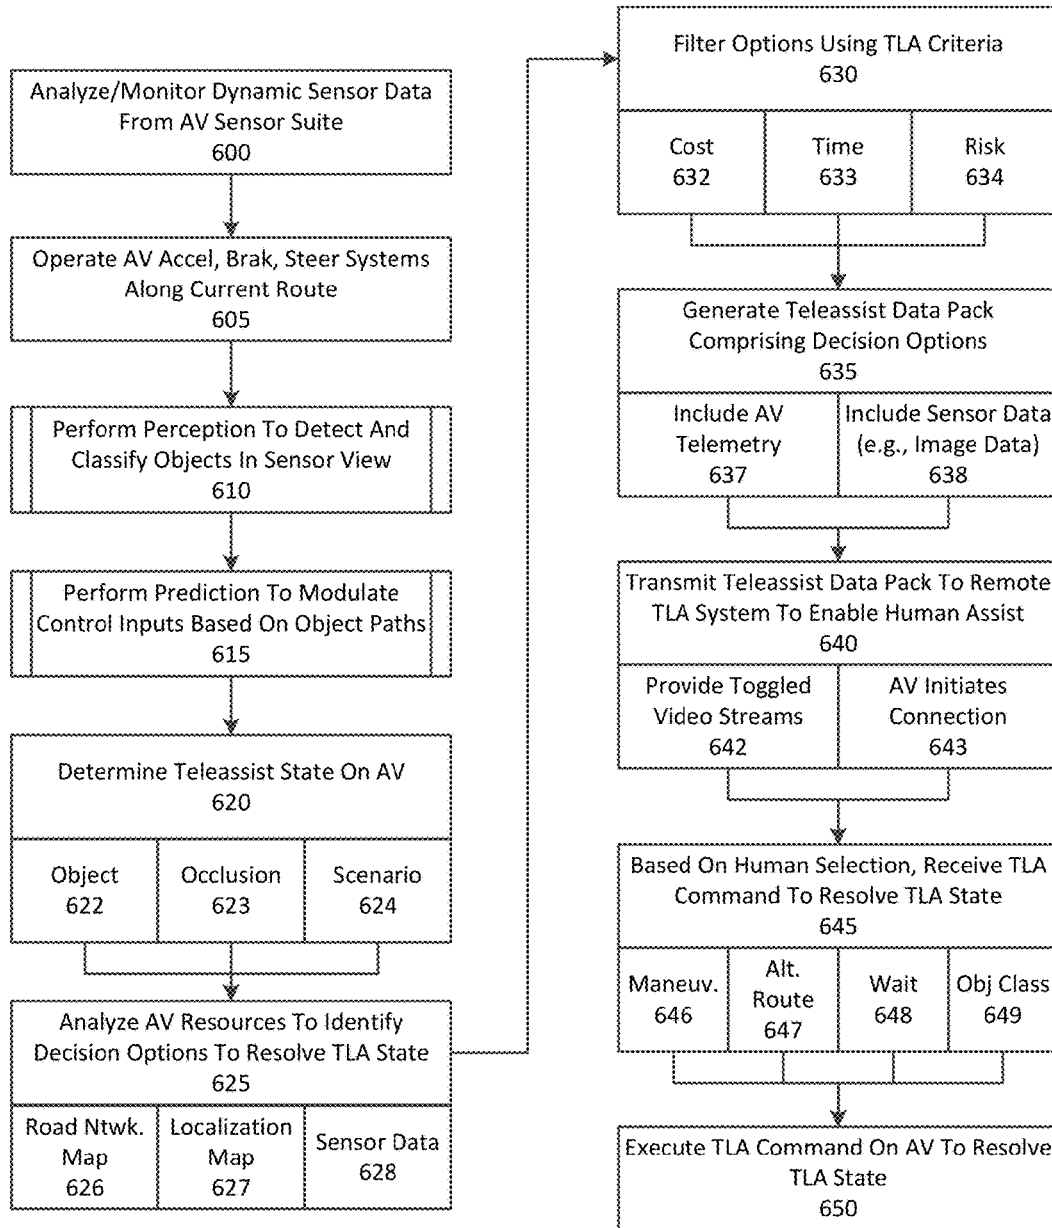 Analyze/Monitor Dynamic Sensor Data
From AV Sensor Suite
600
Operate AV Accel, Brak, Steer Systems
Along Current Route
605
Perform Perception To Detect And
Classify Objects In Sensor View
610
Perform Prediction To Modulate
Control Inputs Based On Object Paths
615
Determine Teleassist State On AV
620
Object
622
Occlusion
623
Scenario
624
Analyze AV Resources To Identify
Decision Options To Resolve TLA State
625
Road Ntwk.
Map
626
Localization
Map
627
Sensor Data
628
Filter Options Using TLA Criteria
630
Cost
632
Time
633
Risk
634
Generate Teleassist Data Pack
Comprising Decision Options
635
Include AV
Telemetry
637
Include Sensor Data
(e.g., Image Data)
638
Transmit Teleassist Data Pack To Remote
TLA System To Enable Human Assist
640
Provide Toggled
Video Streams
642
AV Initiates
Connection
643
Based On Human Selection, Receive TLA
Command To Resolve TLA State
645
Maneuv.
646
Alt.
Route
647
Wait
648
Obj Class
649
Execute TLA Command On AV To Resolve
TLA State
650